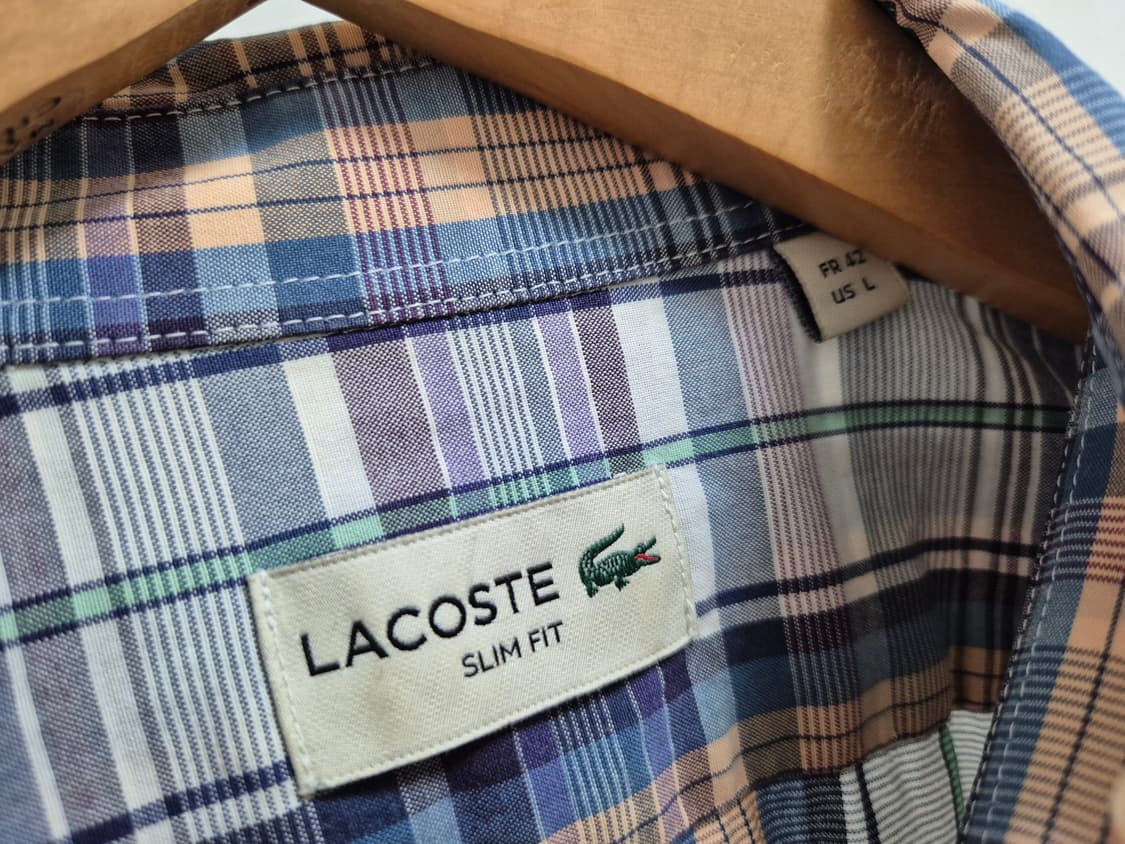 FR 42
US L
LACOSTE
SLIM FIT